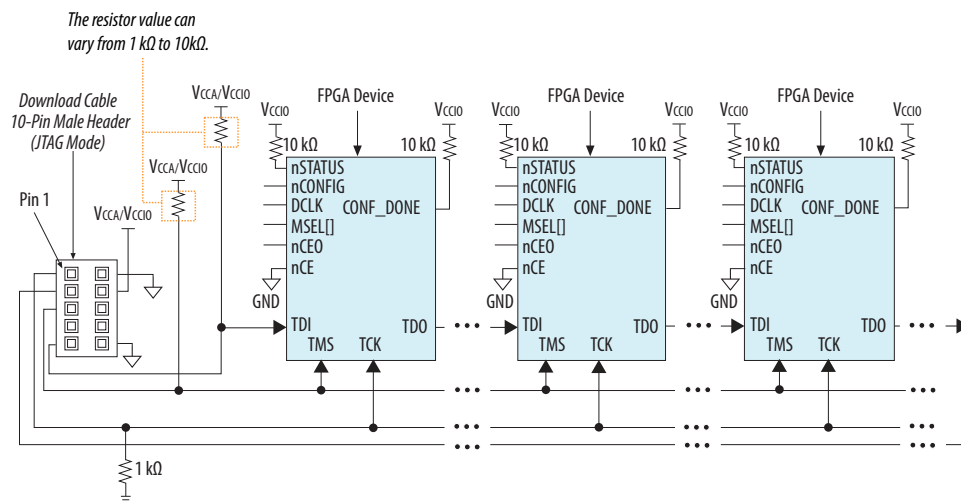 The resistor value can
vary from 1 kΩ to 10kΩ.
Download Cable
10-Pin Male Header
(JTAG Mode)
Pin 1
VCCA/VCCIO
VCCA/VCCIO
VCCA/VCCIO
1 kΩ
VCCIO
FPGA Device
VCCIO
10 kΩ
10 kΩ
nSTATUS
nCONFIG
DCLK
CONF_DONE
MSEL[]
nCEO
nCE
GND
TDI
TDO
TMS
TCK
VCCIO
FPGA Device
VCCIO
10 kΩ
10 kΩ
nSTATUS
nCONFIG
DCLK
CONF_DONE
MSEL[]
nCEO
nCE
GND
TDI
TDO
TMS
TCK
VCCIO
FPGA Device
VCCIO
10 kΩ
10 kΩ
nSTATUS
nCONFIG
DCLK
CONF_DONE
MSEL[]
nCEO
nCE
GND
TDI
TDO
TMS
TCK